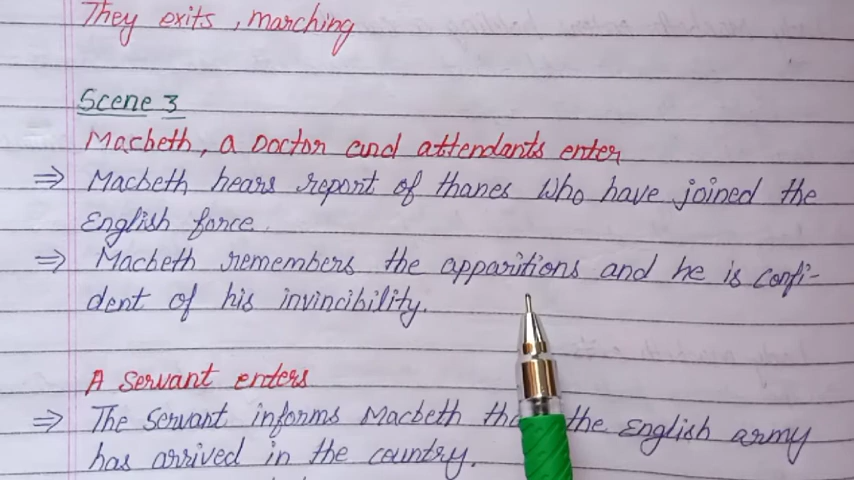 They exits, marching
Scene 3
Macbeth, a Doctor and attendants enter
⇒ Macbeth hears report of thanes who have joined the
English force.
⇒ Macbeth remembers the apparitions and he is confi-
dent of his invincibility.
A servant enters
⇒ The servant informs Macbeth the English army
has arrived in the country.